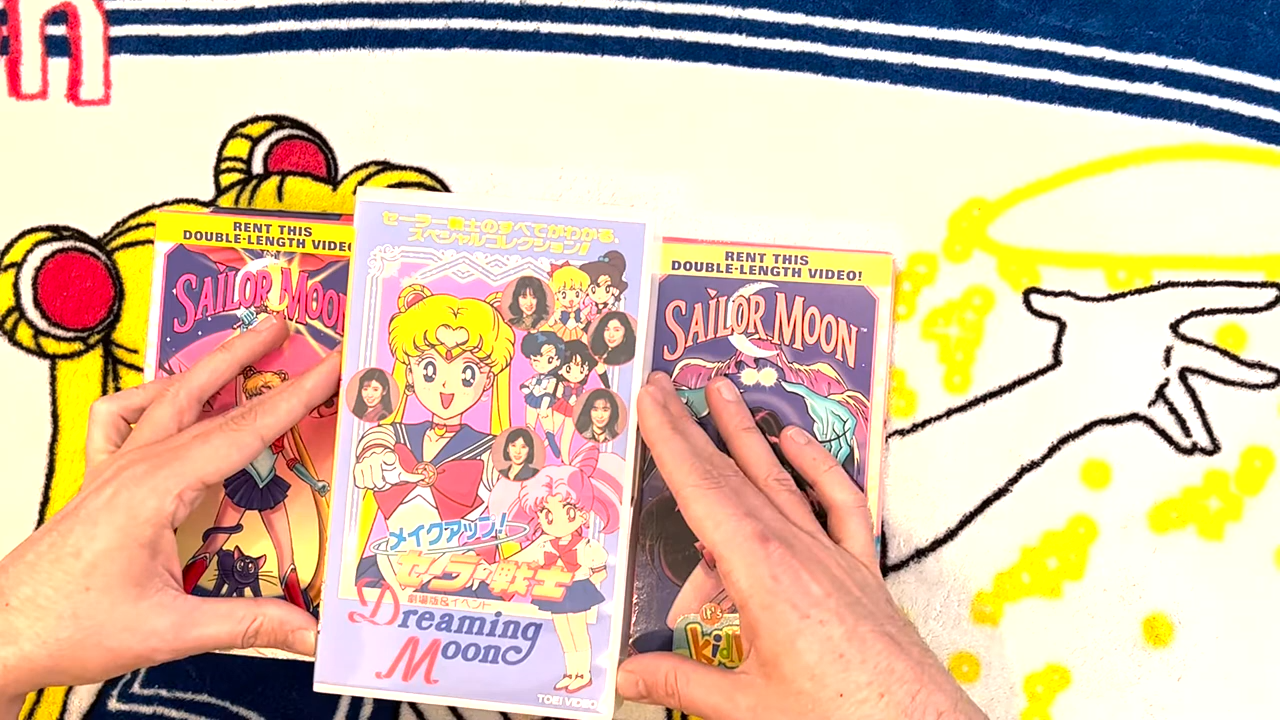 RENT THIS
DOUBLE-LENGTH VIDEO
SAILOR MOON
セーラー戦士のすべてがわかる、
スペシャルコレクション!!
メイクアップ!
セーラー戦士
劇場版&イベント
Dreaming
Moon
TOEI VIDEO
RENT THIS
DOUBLE-LENGTH VIDEO!
SAILOR MOON
It's